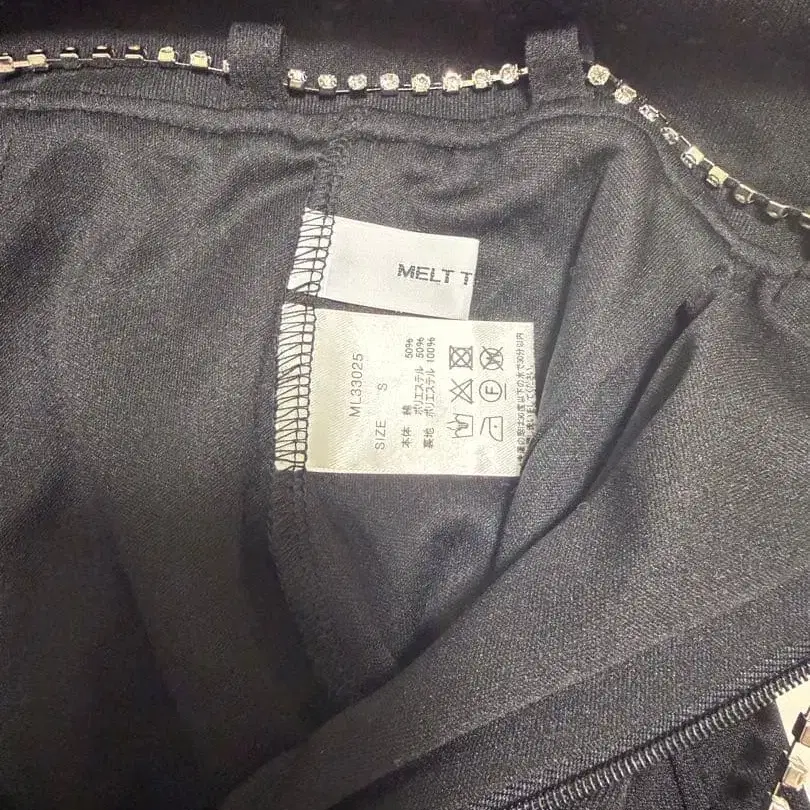 MELT T
ML33025
SIZE S
本体 綿 50%
ポリエステル 50%
裏地 ポリエステル 100%